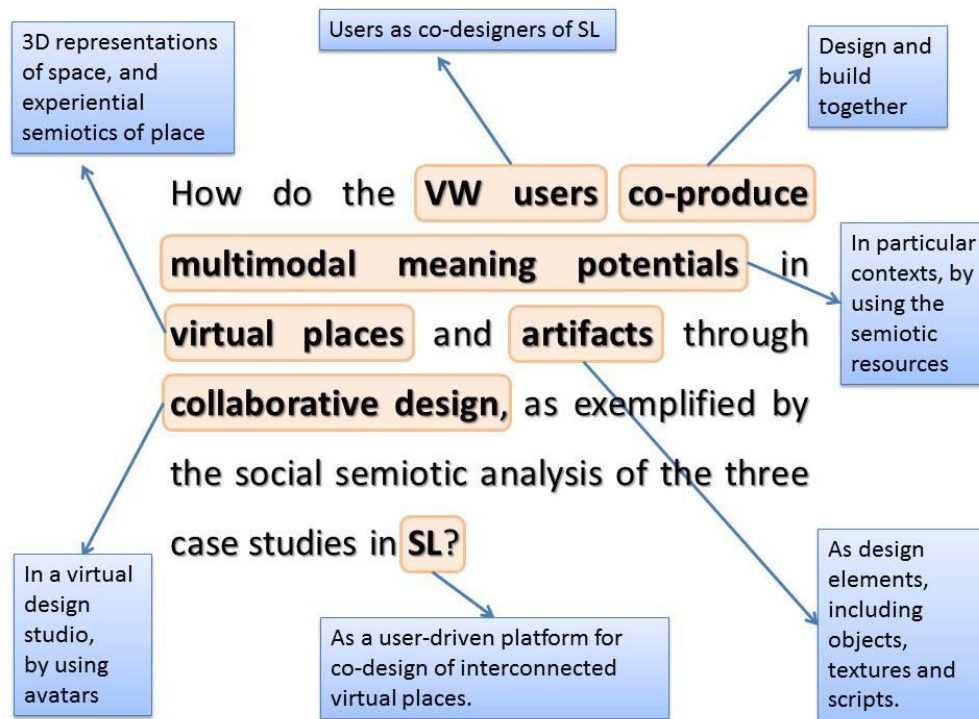 3D representations
of space, and
experiential
semiotics of place
Users as co-designers of SL
Design and
build
together
How do the VW users co-produce
multimodal meaning potentials in
virtual places and artifacts through
collaborative design, as exemplified by
the social semiotic analysis of the three
case studies in SL?
In particular
contexts, by
using the
semiotic
resources
In a virtual
design
studio,
by using
avatars
As a user-driven platform for
co-design of interconnected
virtual places.
As design
elements,
including
objects,
textures and
scripts.